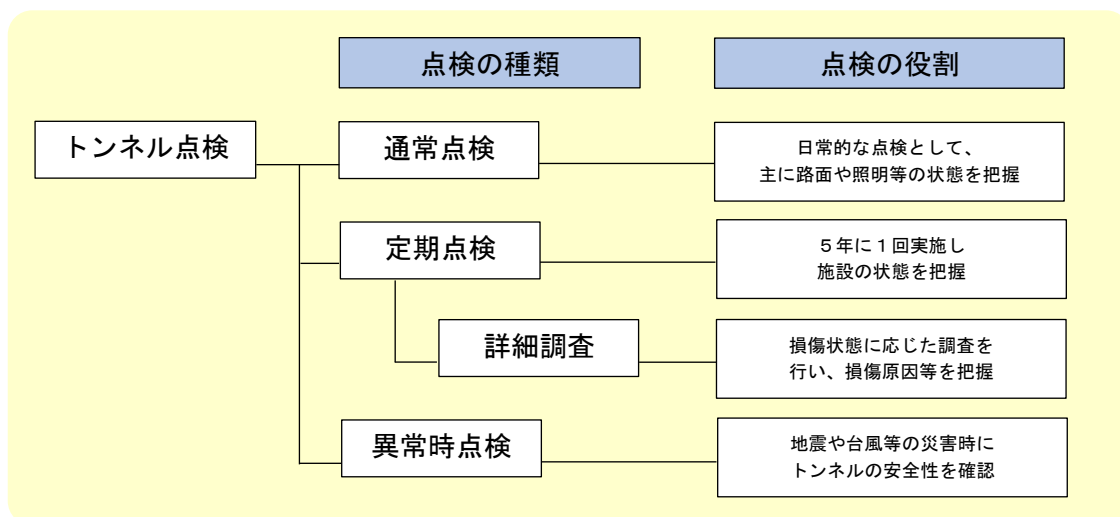 点検の種類
点検の役割
トンネル点検
通常点検
日常的な点検として、
主に路面や照明等の状態を把握
定期点検
５年に１回実施し
施設の状態を把握
詳細調査
損傷状態に応じた調査を
行い、損傷原因等を把握
異常時点検
地震や台風等の災害時に
トンネルの安全性を確認